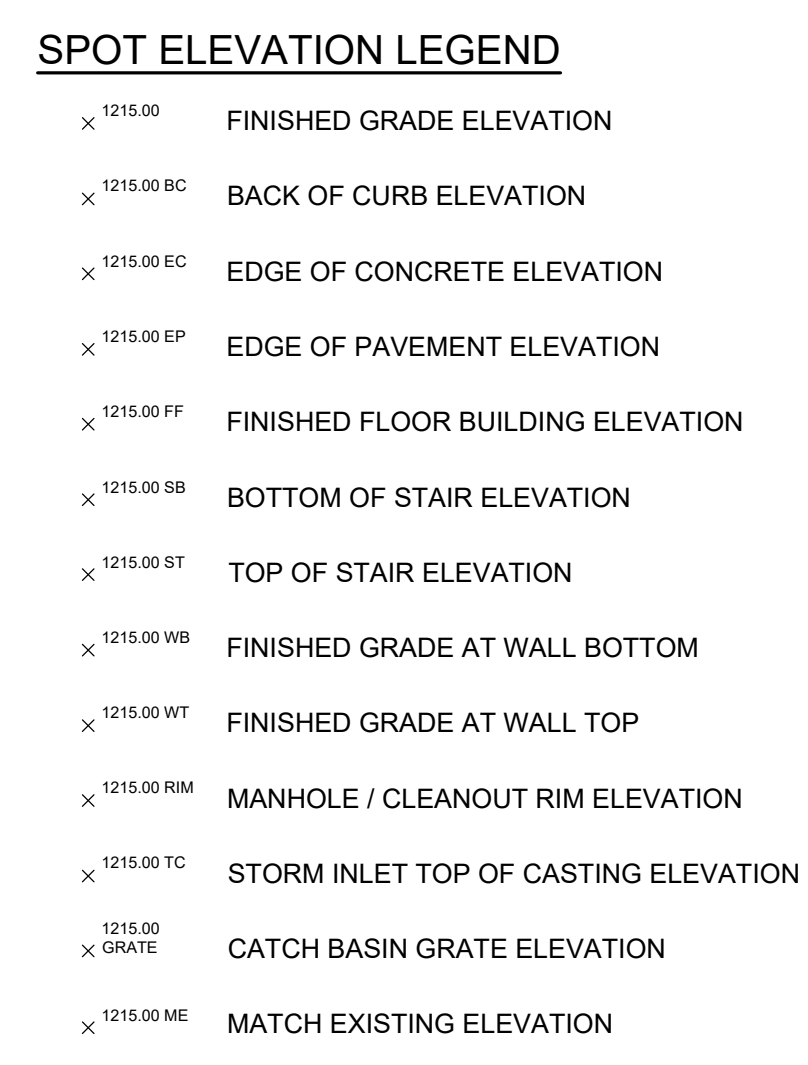 SPOT ELEVATION LEGEND
× 1215.00 FINISHED GRADE ELEVATION
× 1215.00 BC BACK OF CURB ELEVATION
× 1215.00 EC EDGE OF CONCRETE ELEVATION
× 1215.00 EP EDGE OF PAVEMENT ELEVATION
× 1215.00 FF FINISHED FLOOR BUILDING ELEVATION
× 1215.00 SB BOTTOM OF STAIR ELEVATION
× 1215.00 ST TOP OF STAIR ELEVATION
× 1215.00 WB FINISHED GRADE AT WALL BOTTOM
× 1215.00 WT FINISHED GRADE AT WALL TOP
× 1215.00 RIM MANHOLE / CLEANOUT RIM ELEVATION
× 1215.00 TC STORM INLET TOP OF CASTING ELEVATION
1215.00
× GRATE CATCH BASIN GRATE ELEVATION
× 1215.00 ME MATCH EXISTING ELEVATION